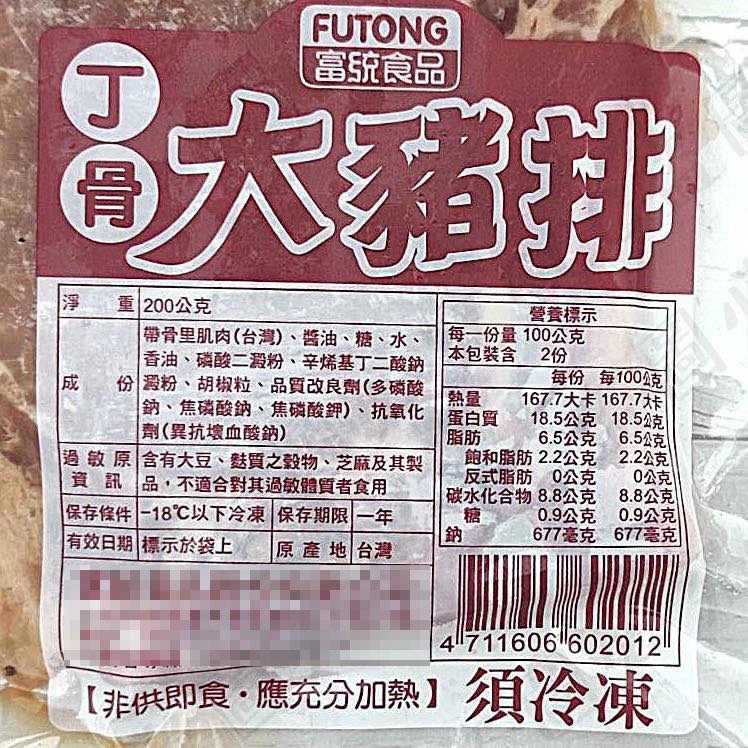 FUTONG
富統食品
丁骨
大豬排
淨重 200公克
成份 帶骨里肌肉(台灣)、醬油、糖、水、
香油、磷酸二澱粉、辛烯基丁二酸鈉
澱粉、胡椒粒、品質改良劑(多磷酸
鈉、焦磷酸鈉、焦磷酸鉀)、抗氧化
劑(異抗壞血酸鈉)
過敏原資訊 含有大豆、麩質之穀物、芝麻及其製
品，不適合對其過敏體質者食用
保存條件 -18℃以下冷凍 保存期限 一年
有效日期 標示於袋上 原產地 台灣
營養標示
每一份量 100公克
本包裝含 2份
每份 每100公克
熱量 167.7大卡 167.7大卡
蛋白質 18.5公克 18.5公克
脂肪 6.5公克 6.5公克
飽和脂肪 2.2公克 2.2公克
反式脂肪 0公克 0公克
碳水化合物 8.8公克 8.8公克
糖 0.9公克 0.9公克
鈉 677毫克 677毫克
4 711606 602012
【非供即食·應充分加熱】須冷凍